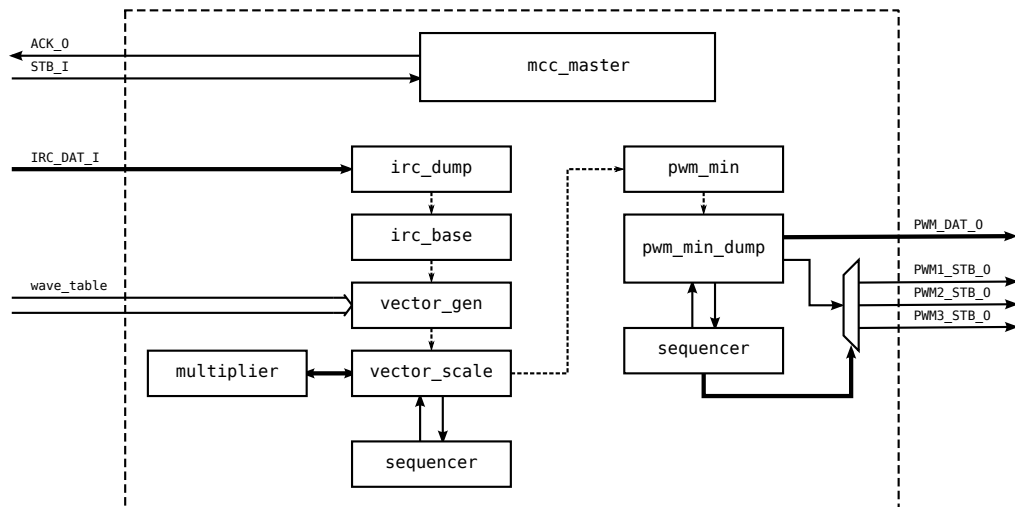 ACK_O
STB_I
mcc_master
IRC_DAT_I
irc_dump
pwm_min
irc_base
pwm_min_dump
PWM_DAT_O
wave_table
vector_gen
PWM1_STB_O
PWM2_STB_O
PWM3_STB_O
multiplier
vector_scale
sequencer
sequencer